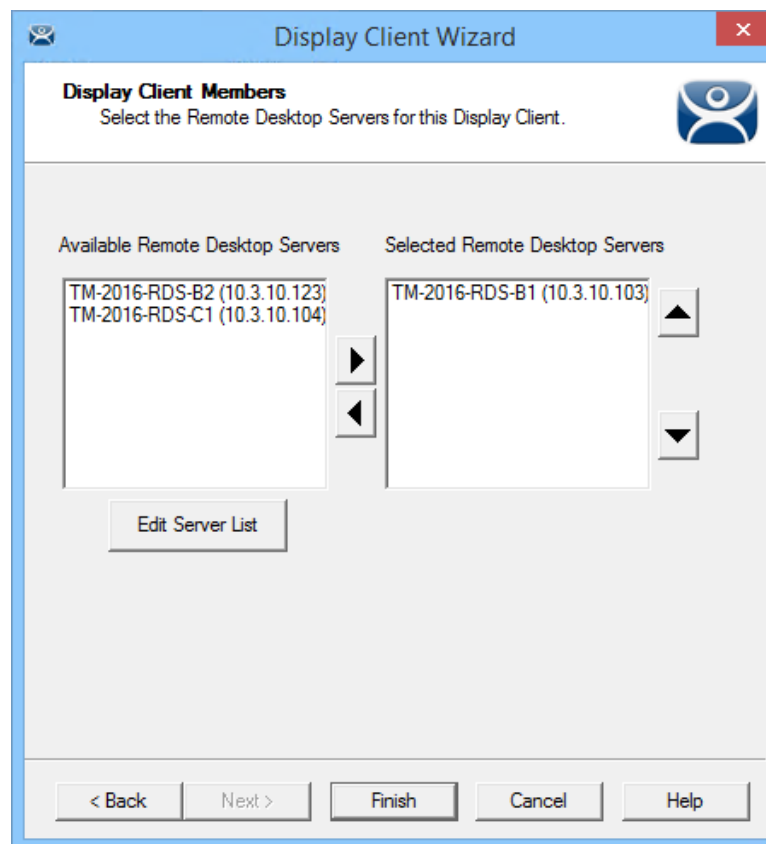 Display Client Wizard
Display Client Members
Select the Remote Desktop Servers for this Display Client.
Available Remote Desktop Servers
Selected Remote Desktop Servers
TM-2016-RDS-B2 (10.3.10.123)
TM-2016-RDS-C1 (10.3.10.104)
TM-2016-RDS-B1 (10.3.10.103)
Edit Server List
< Back
Next >
Finish
Cancel
Help